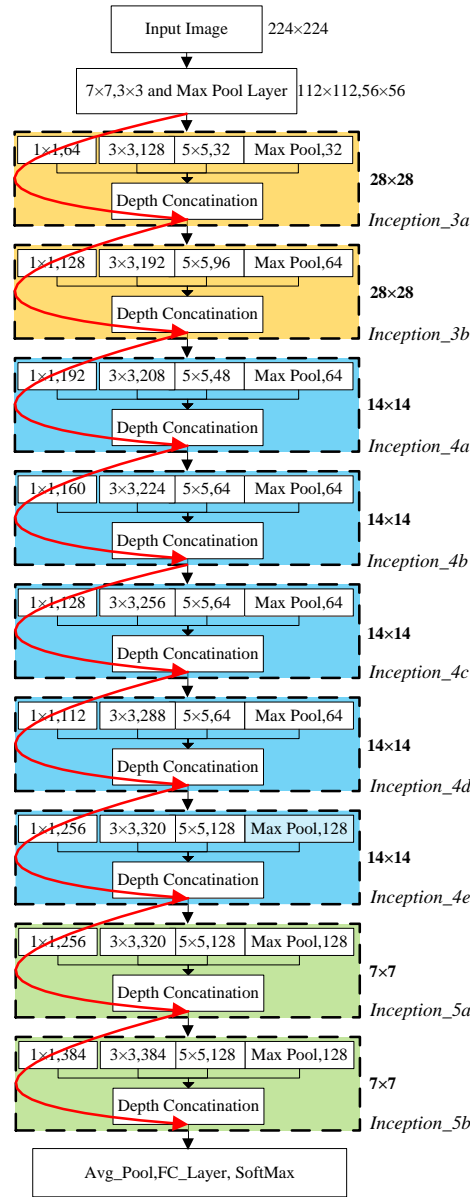 Input Image 224×224
7×7,3×3 and Max Pool Layer 112×112,56×56
1×1,64 3×3,128 5×5,32 Max Pool,32
28×28
Depth Concatination
Inception_3a
1×1,128 3×3,192 5×5,96 Max Pool,64
28×28
Depth Concatination
Inception_3b
1×1,192 3×3,208 5×5,48 Max Pool,64
14×14
Depth Concatination
Inception_4a
1×1,160 3×3,224 5×5,64 Max Pool,64
14×14
Depth Concatination
Inception_4b
1×1,128 3×3,256 5×5,64 Max Pool,64
14×14
Depth Concatination
Inception_4c
1×1,112 3×3,288 5×5,64 Max Pool,64
14×14
Depth Concatination
Inception_4d
1×1,256 3×3,320 5×5,128 Max Pool,128
14×14
Depth Concatination
Inception_4e
1×1,256 3×3,320 5×5,128 Max Pool,128
7×7
Depth Concatination
Inception_5a
1×1,384 3×3,384 5×5,128 Max Pool,128
7×7
Depth Concatination
Inception_5b
Avg_Pool,FC_Layer, SoftMax